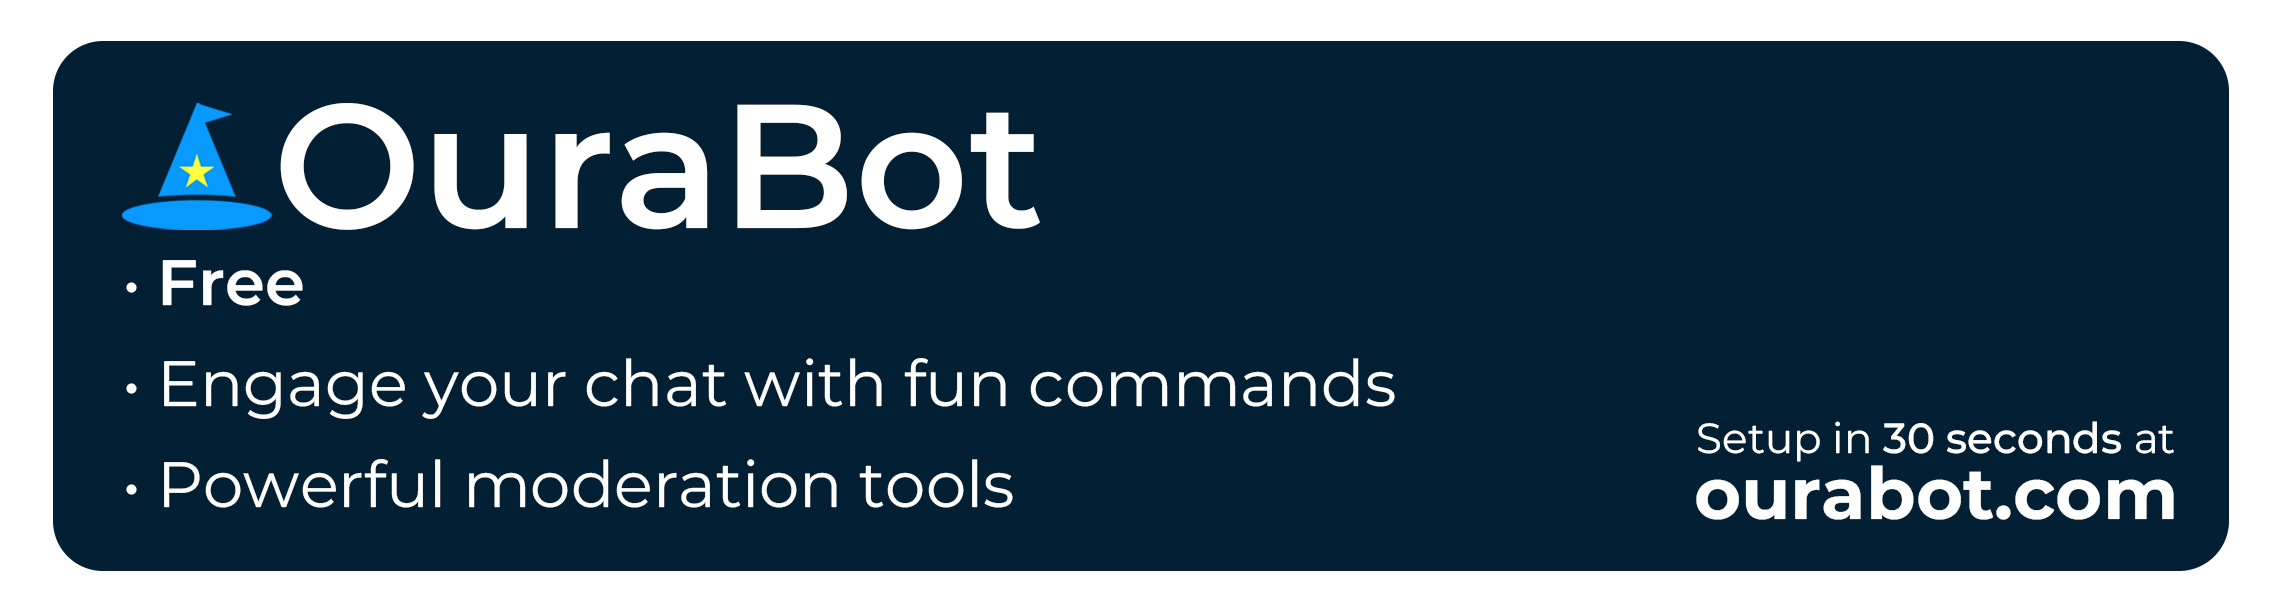 OuraBot
• Free
• Engage your chat with fun commands
• Powerful moderation tools
Setup in 30 seconds at
ourabot.com